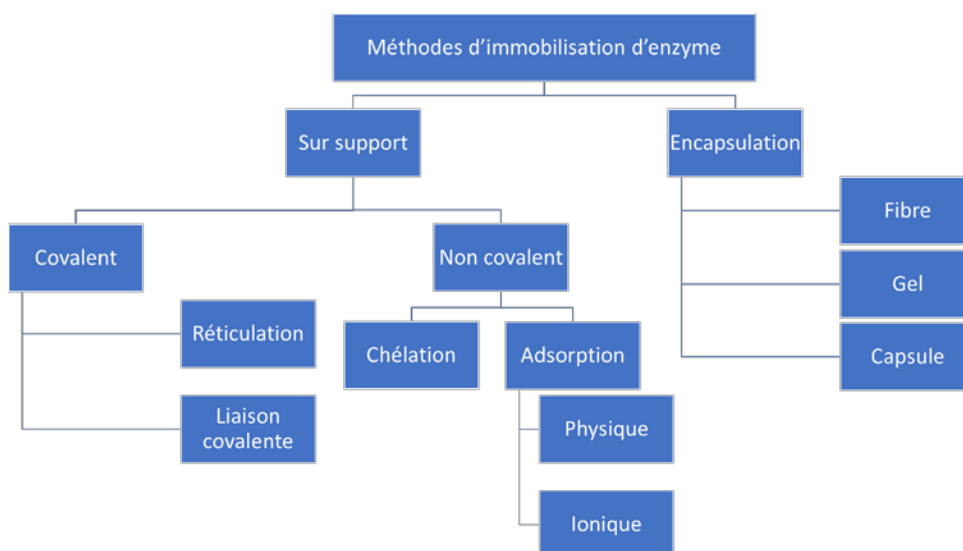 Méthodes d’immobilisation d’enzyme
Sur support
Encapsulation
Covalent
Non covalent
Fibre
Gel
Capsule
Réticulation
Chélation
Adsorption
Liaison
covalente
Physique
Ionique